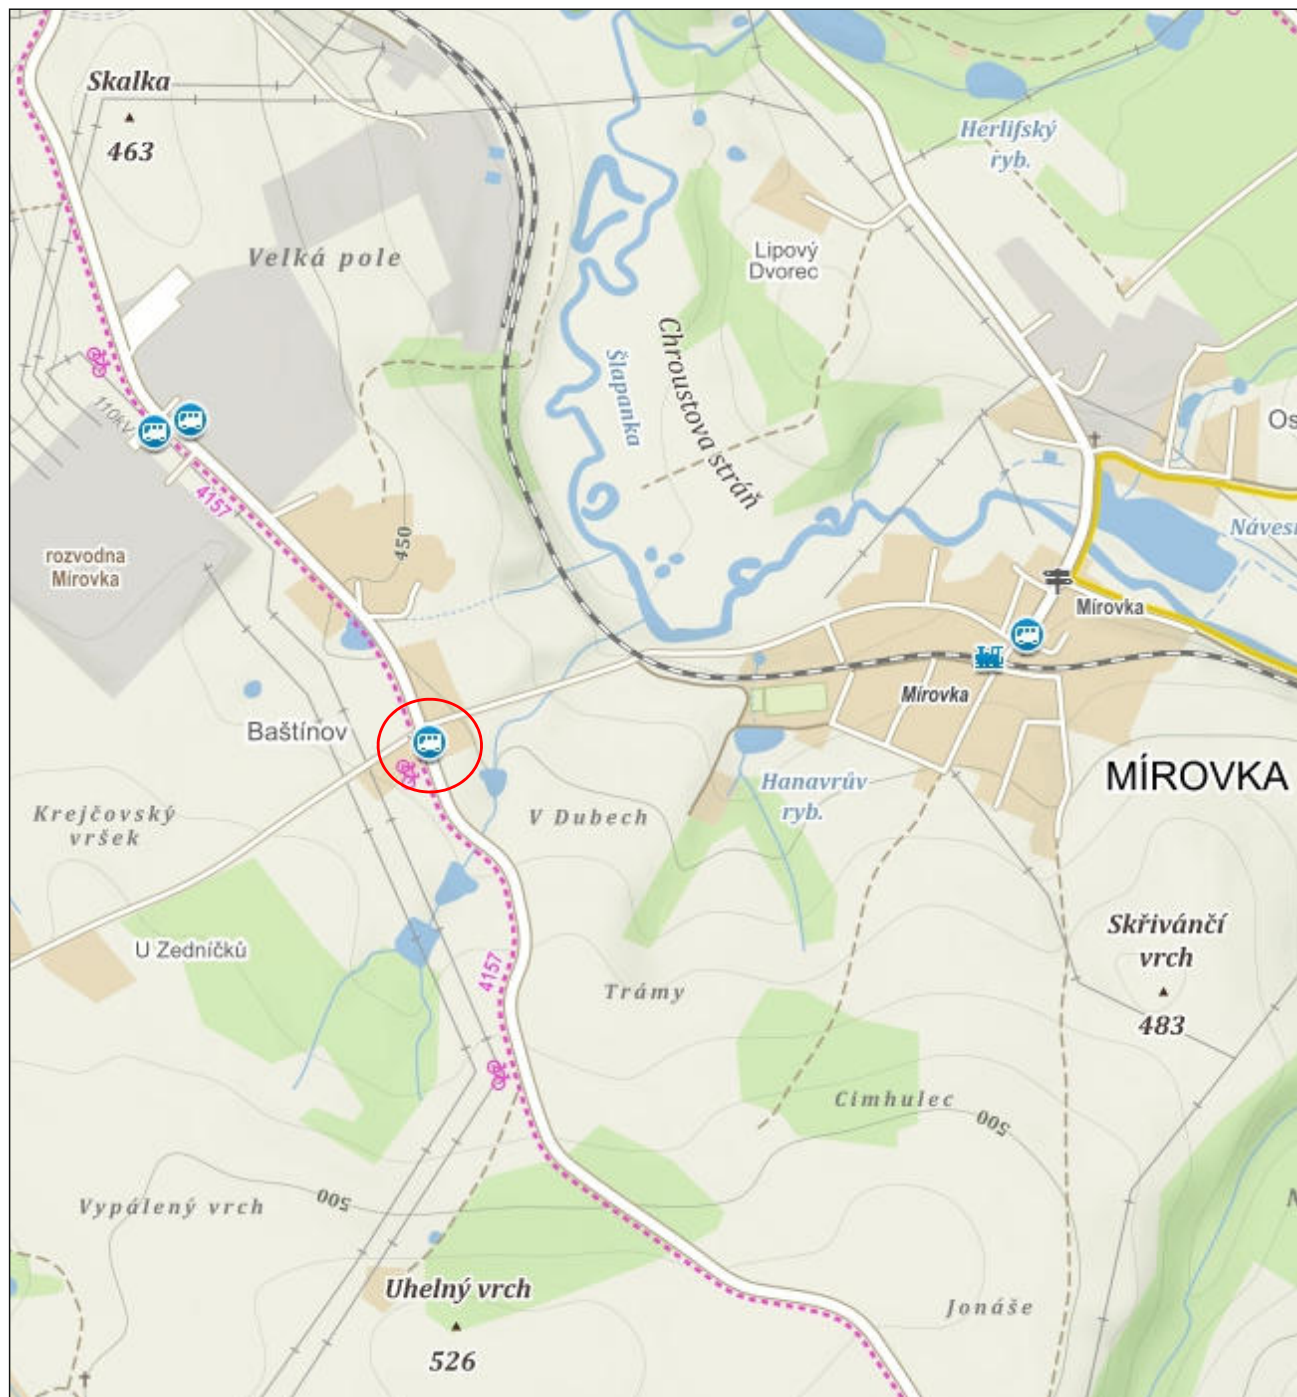 Skalka
463
Herlifský
ryb.
Velká pole
Lipový
Dvorec
Chroustova stráň
Šlapanka
110kV
Os
4157
450
rozvodna
Mírovka
Návesn
Mírovka
Mírovka
Baštínov
MÍROVKA
Hanavrův
ryb.
Krejčovský
vršek
V Dubech
Skřivánčí
vrch
483
U Zedníčků
4157
Trámy
Cimhulec
500
500
Vypálený vrch
N
Uhelný vrch
526
Jonáše